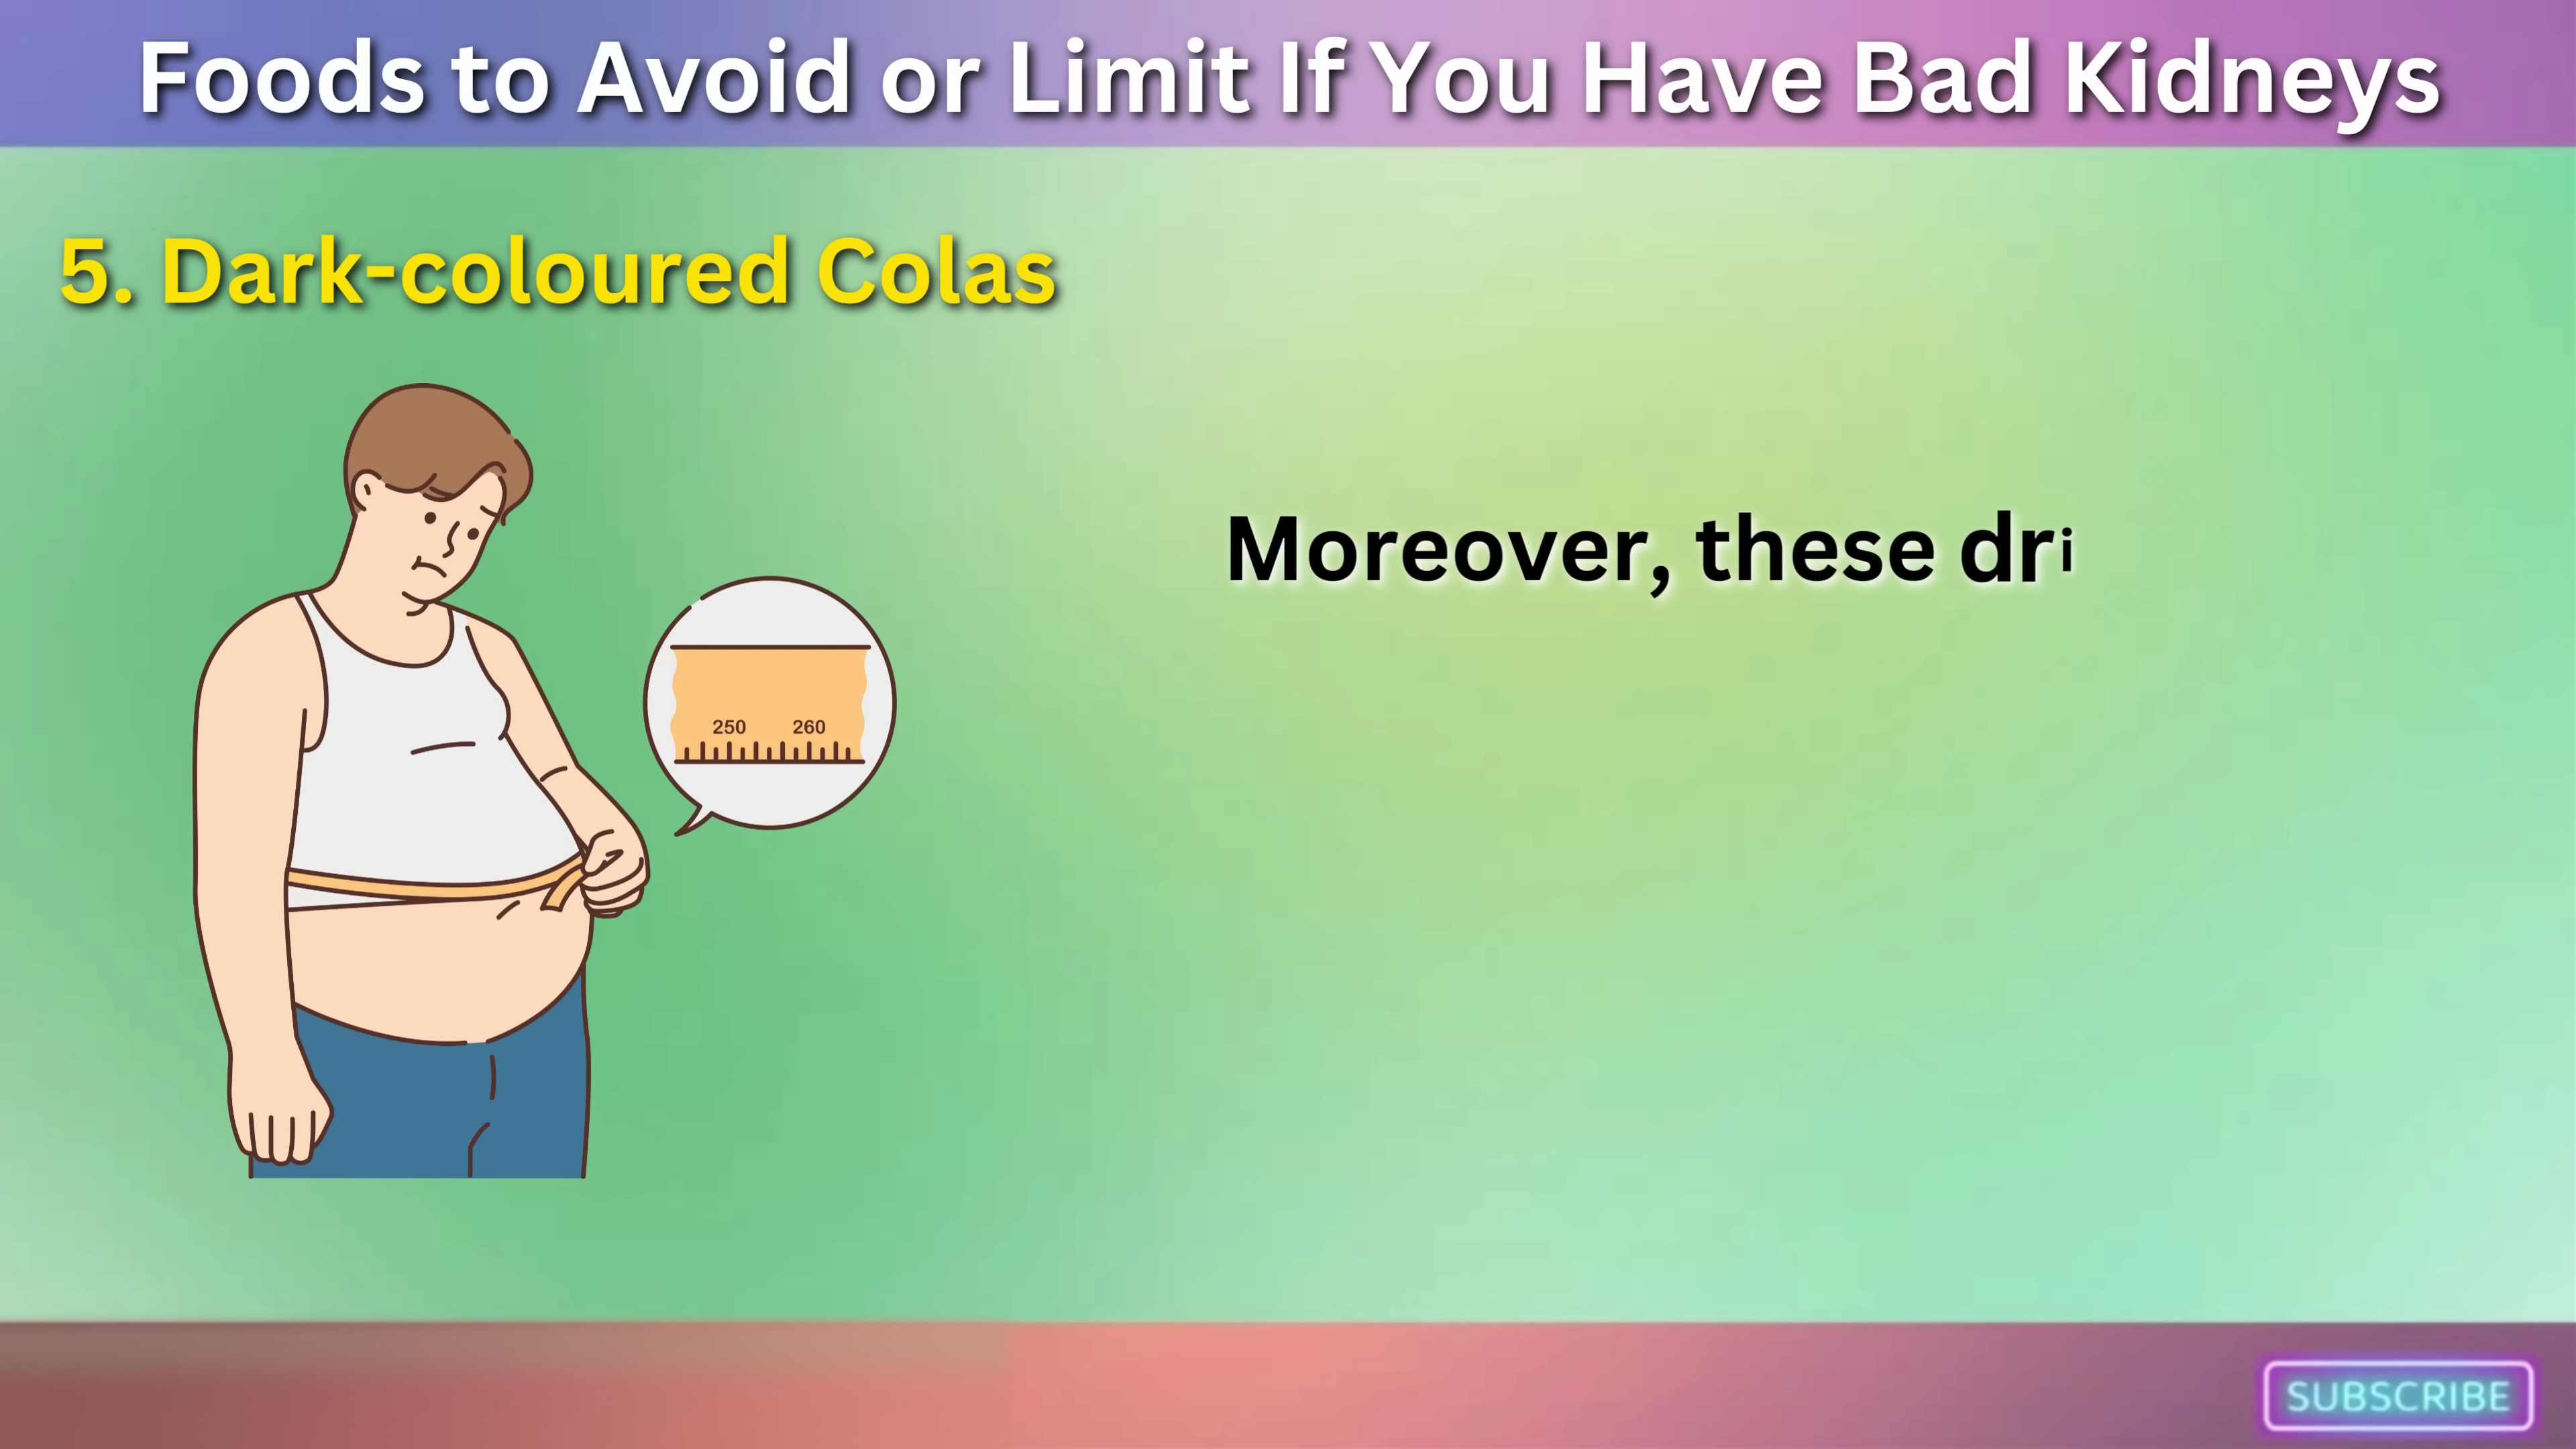 Foods to Avoid or Limit If You Have Bad Kidneys
5. Dark-coloured Colas
Moreover, these dri
250 260
SUBSCRIBE